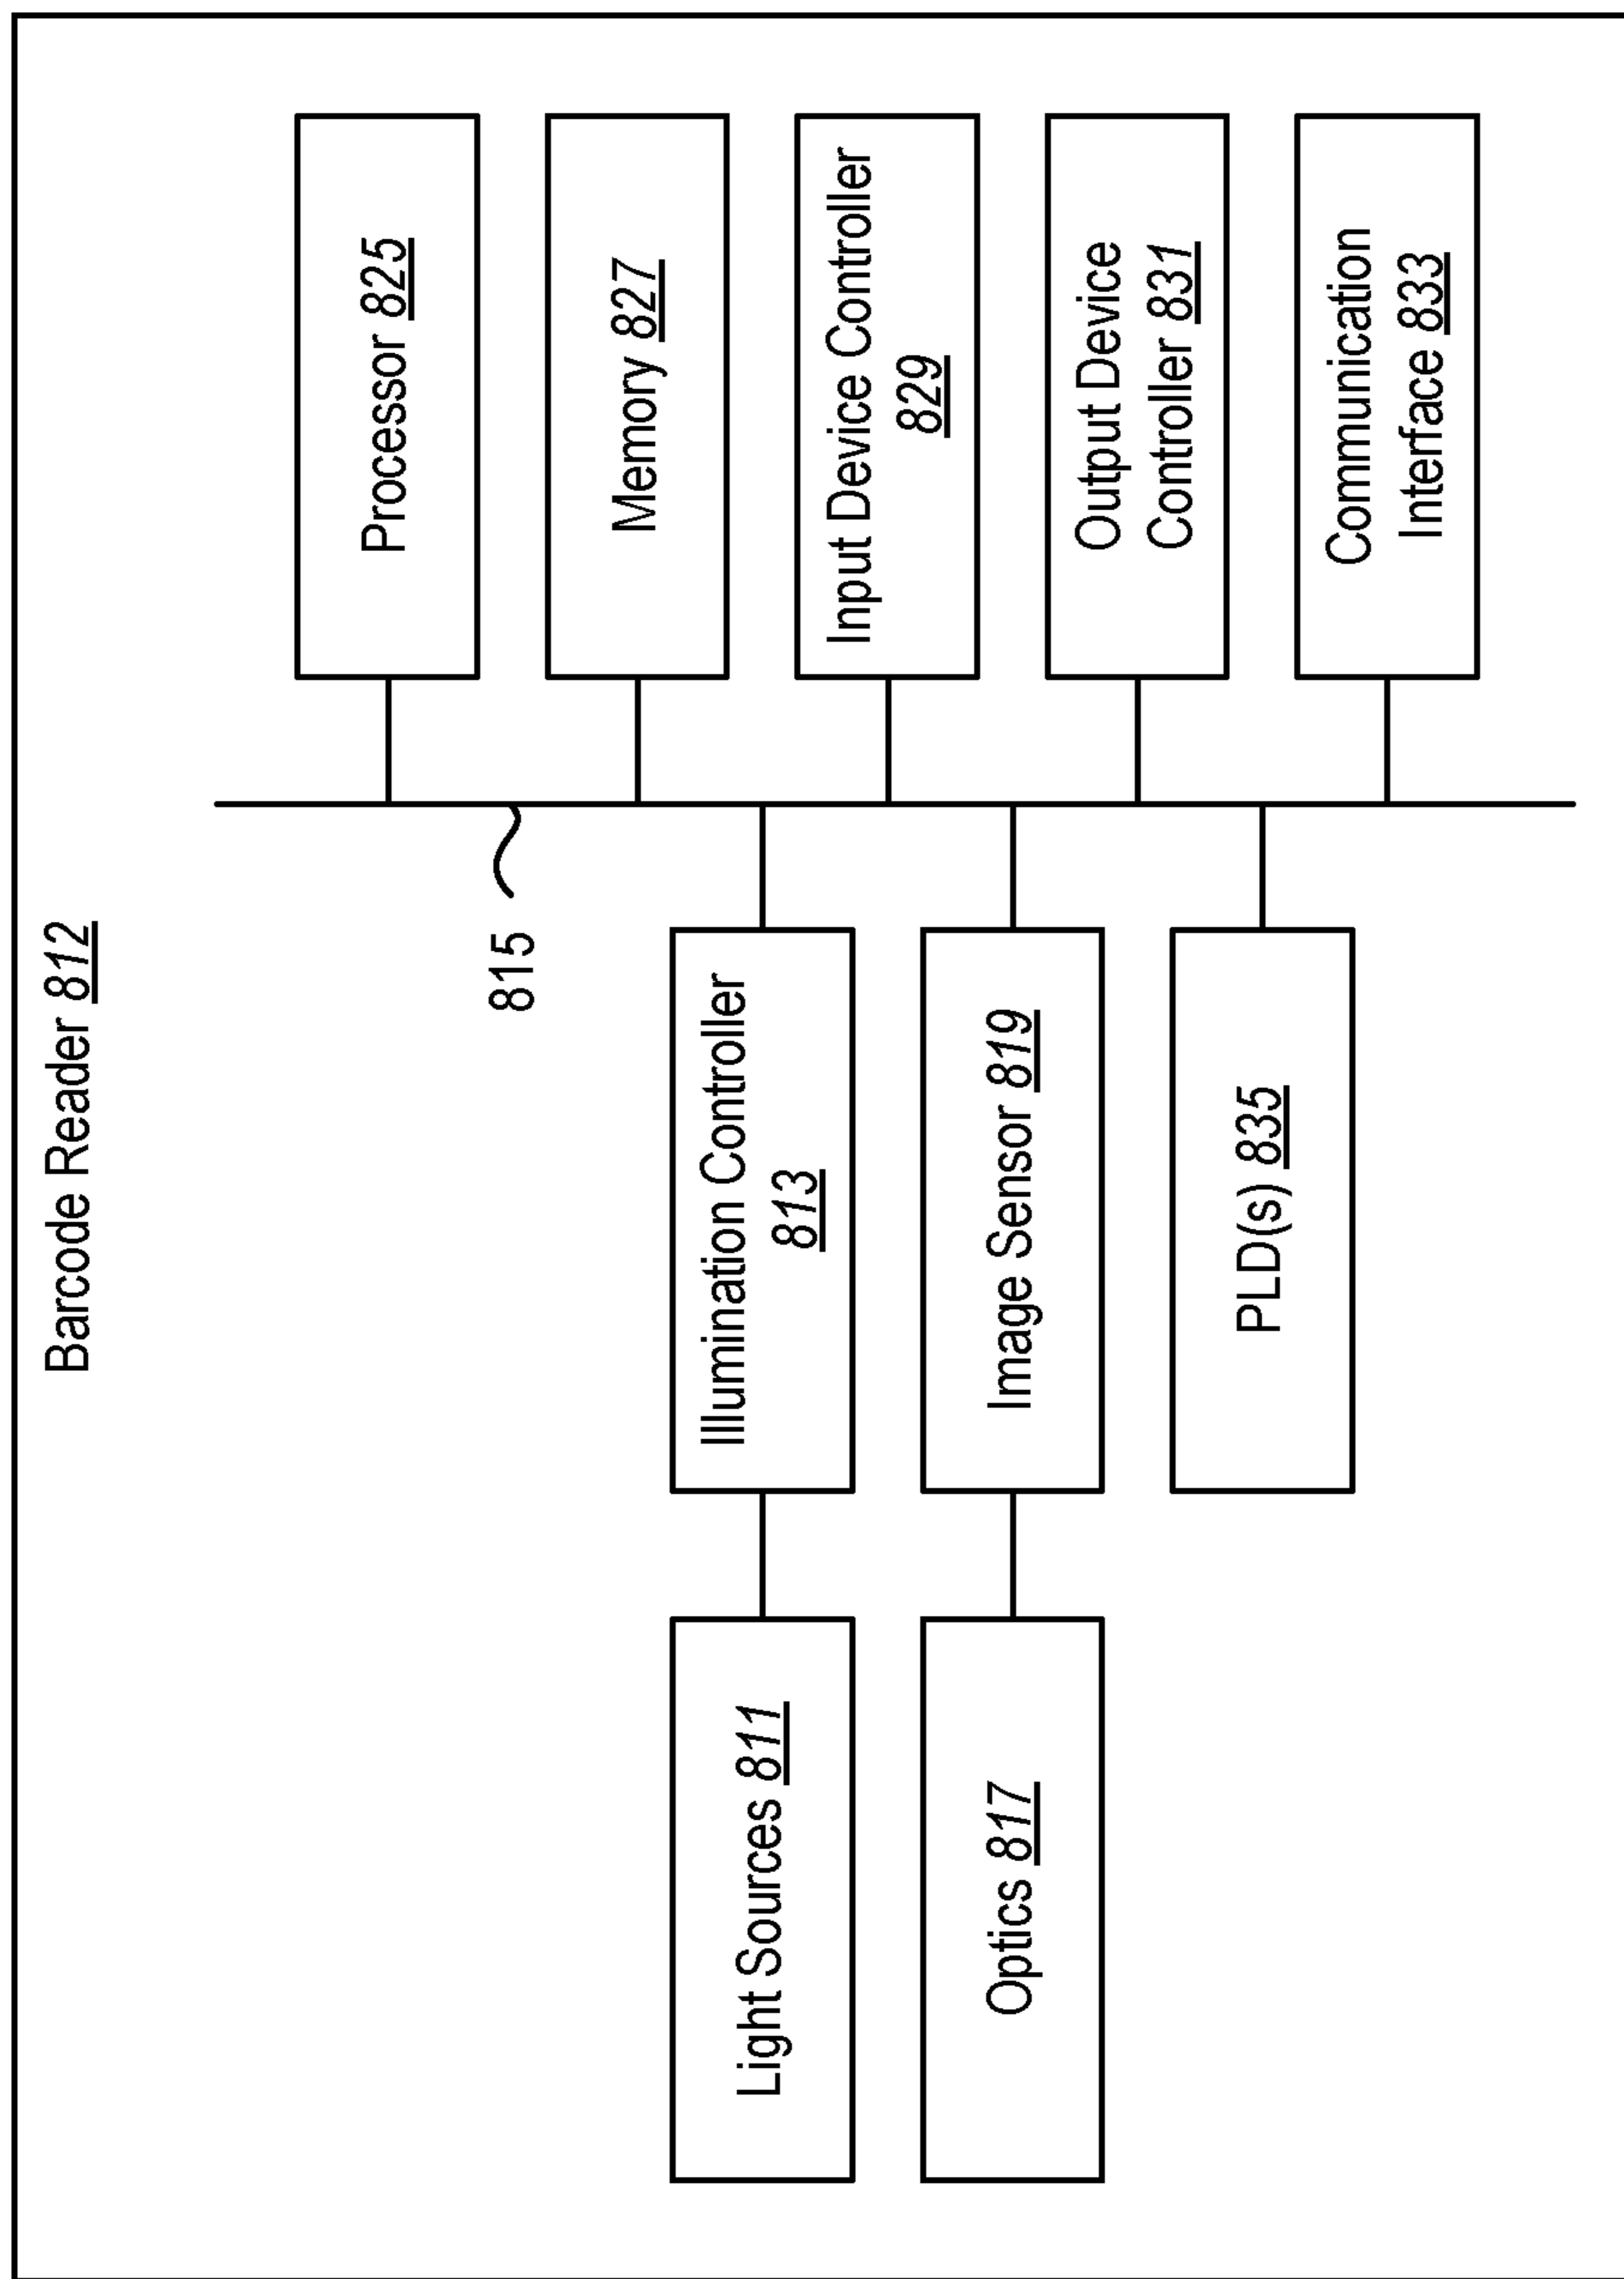 Barcode Reader 812
815
Processor 825
Memory 827
Light Sources 811
Illumination Controller
813
Input Device Controller
829
Optics 817
Image Sensor 819
Output Device
Controller 831
PLD(s) 835
Communication
Interface 833